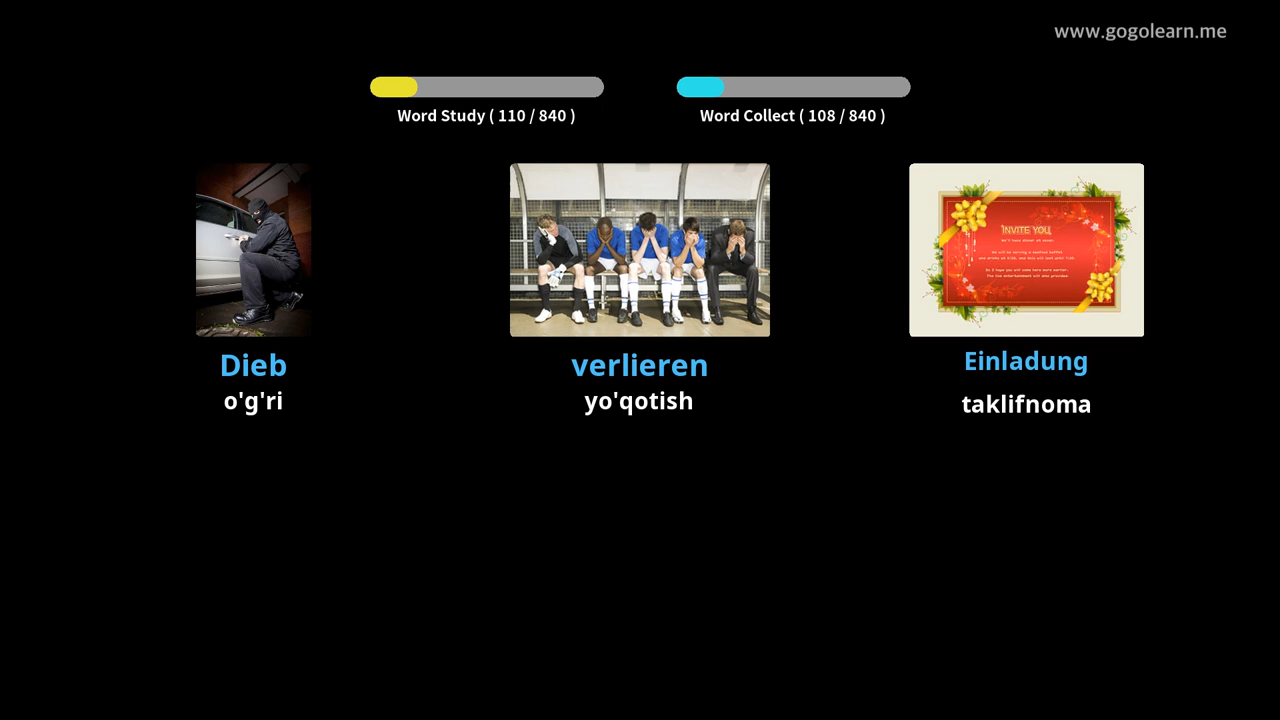 www.gogolearn.me
Word Study ( 110 / 840 )
Word Collect ( 108 / 840 )
INVITE YOU
Dieb
verlieren
Einladung
o'g'ri
yo'qotish
taklifnoma